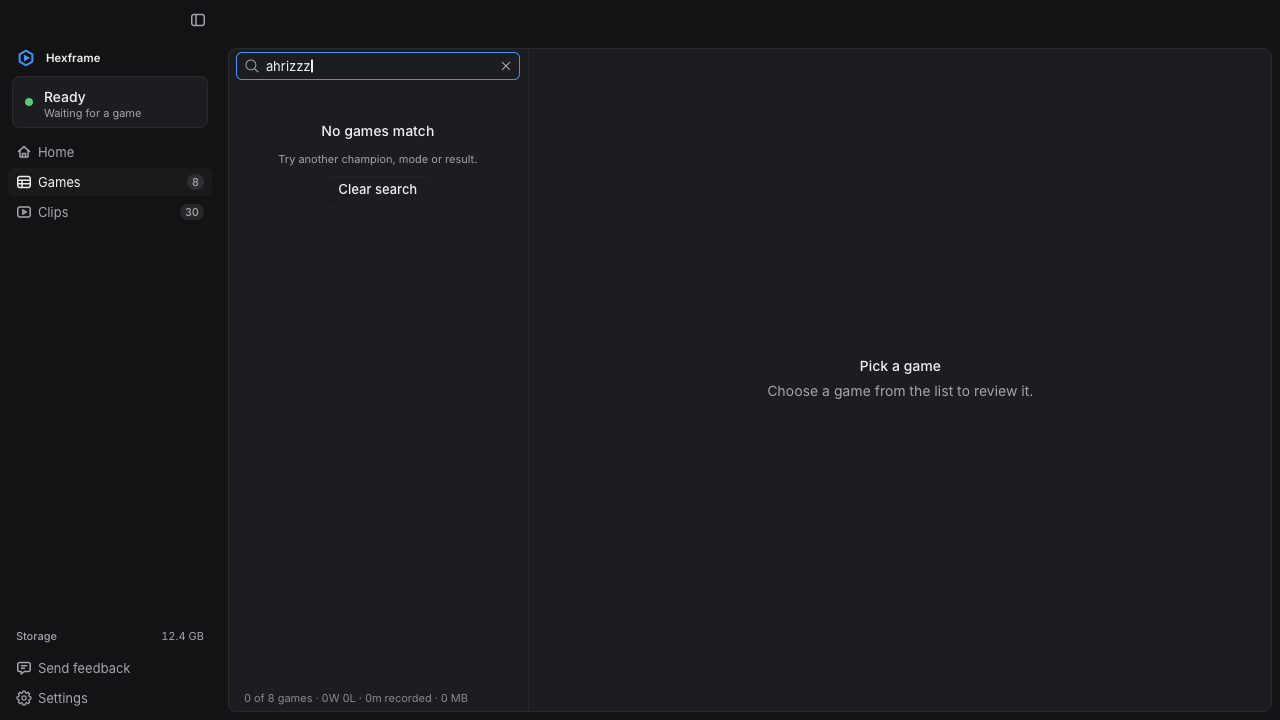 Hexframe
Ready
Waiting for a game
Home
Games 8
Clips 30
Storage 12.4 GB
Send feedback
Settings
ahrizzz
No games match
Try another champion, mode or result.
Clear search
0 of 8 games · 0W 0L · 0m recorded · 0 MB
Pick a game
Choose a game from the list to review it.